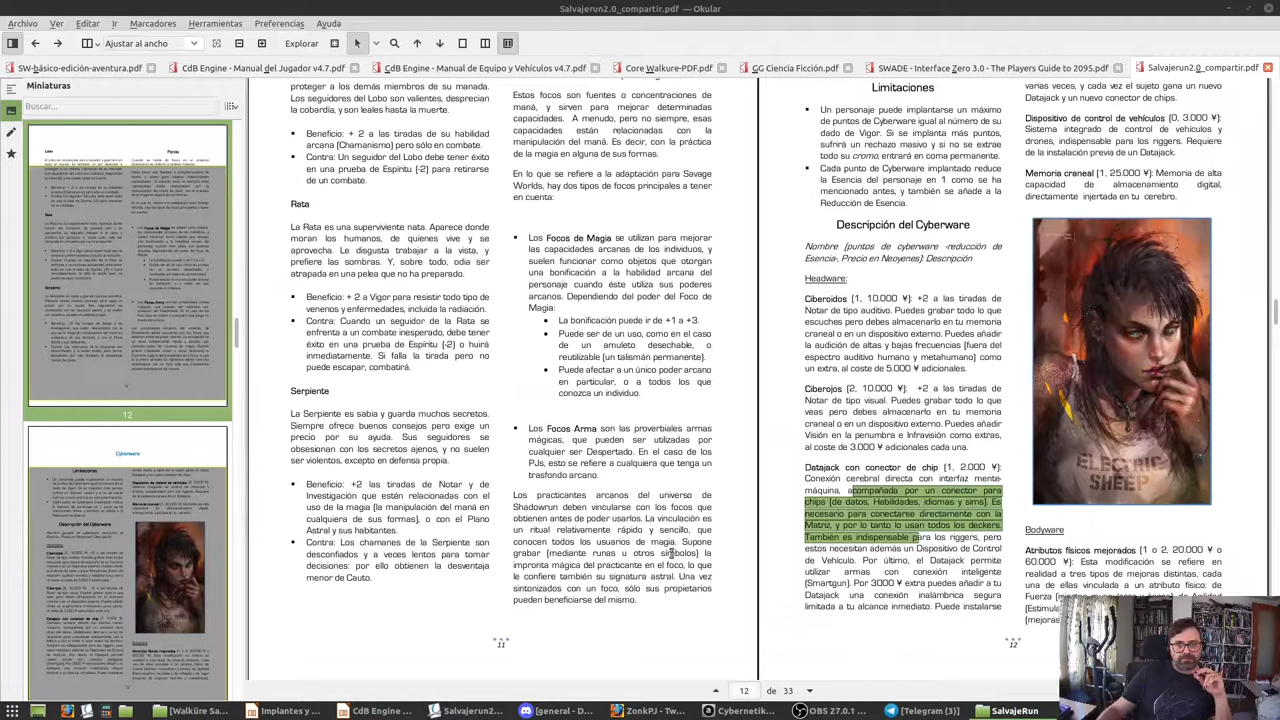 Salvajerun2.0_compartir.pdf — Okular
Archivo Ver Editar Ir Marcadores Herramientas Preferencias Ayuda
Ajustar al ancho Explorar
SW-básico-edición-aventura.pdf CdB Engine - Manual del Jugador v4.7.pdf CdB Engine - Manual de Equipo y Vehículos v4.7.pdf Core Walkure-PDF.pdf GG Ciencia Ficción.pdf SWADE - Interface Zero 3.0 - The Players Guide to 2095.pdf Salvajerun2.0_compartir.pdf
Miniaturas
Buscar...
12
Cyberware
Limitaciones
Descripción del Cyberware
proteger a los demás miembros de su manada.
Los seguidores del Lobo son valientes, desprecian
la cobardía, y son leales hasta la muerte.
Beneficio: + 2 a las tiradas de su habilidad
arcana (Chamanismo) pero sólo en combate.
Contra: Un seguidor del Lobo debe tener éxito
en una prueba de Espíritu (-2) para retirarse
de un combate.
Rata
La Rata es una superviviente nata. Aparece donde
moran los humanos, de quienes vive y se
aprovecha. Le disgusta trabajar a la vista, y
prefiere las sombras. Y, sobre todo, odia ser
atrapada en una pelea que no ha preparado.
Beneficio: + 2 a Vigor para resistir todo tipo de
venenos y enfermedades, incluida la radiación.
Contra: Cuando un seguidor de la Rata se
enfrenta a un combate inesperado, debe tener
éxito en una prueba de Espíritu (-2) o huirá
inmediatamente. Si falla la tirada pero no
puede escapar, combatirá.
Serpiente
La Serpiente es sabia y guarda muchos secretos.
Siempre ofrece buenos consejos pero exige un
precio por su ayuda. Sus seguidores se
obsesionan con los secretos ajenos, y no suelen
ser violentos, excepto en defensa propia.
Beneficio: +2 a las tiradas de Notar y de
Investigación que estén relacionadas con el
uso de la magia (la manipulación del maná en
cualquiera de sus formas), o con el Plano
Astral y sus habitantes
Contra: Los chamanes de la Serpiente son
desconfiados y a veces lentos para tomar
decisiones: por ello obtienen la desventaja
menor de Cauto.
Estos focos son fuentes o concentraciones de
maná, y sirven para mejorar determinadas
capacidades. A menudo, pero no siempre, esas
capacidades están relacionadas con la
manipulación del maná. Es decir, con la práctica
de la magia en cualquiera de sus formas.
En lo que se refiere a la adaptación para Savage
Worlds, hay dos tipos de focos principales a tener
en cuenta:
Los Focos de Magia sirven para mejorar
las capacidades arcanas de los individuos, y
para funcionar como objetos que otorgan
una bonificación a la habilidad arcana del
personaje cuando este utiliza sus poderes
arcanos. Dependiendo del poder del Foco de
Magia:
La bonificación puede ir de +1 a +3.
Puede ser de un uso, como en el caso
de un amuleto desechable, o
permanente (un talismán permanente).
Puede afectar a un único poder arcano
en particular, o a todos los que
conozca un individuo.
Los Focos Arma son las proverbiales armas
mágicas, que pueden ser utilizadas por
cualquier ser Despertado. En el caso de los
PJs, esto se refiere a cualquiera que tenga un
trasfondo arcano.
obtienen antes de poder usarlos. La vinculación es
un ritual relativamente rápido y sencillo, que
conocen todos los usuarios de magia. Supone
grabar (mediente runas u otros símbolos) la
impronta mágica del practicante en el foco, lo que
le confiere también su signatura astral. Una vez
sintonizados con un foco, sólo sus propietarios
pueden beneficiarse del mismo.
11
Limitaciones
Un personaje puede implantarse un máximo
de puntos de Cyberware igual al número de
su dado de Vigor. Si se implanta más puntos,
sufrirá un rechazo masivo y si no se extrae
ese Cyberware entrará en coma permanente.
Cada punto de Cyberware implantado reduce
la Esencia del personaje en 1 como se ha
mencionado antes, y también se añade a la
Reducción de Esencia.
Descripción del Cyberware
Nombre (puntos de cyberware -reducción de
Esencia-, Precio en Neoyenes): Descripción
Headware
Ciberoídos (1, 10.000 ¥): +2 a las tiradas de
Notar de tipo auditivo. Puedes grabar todo lo que
escuches pero debes almacenarlo en tu memoria
craneal o en un dispositivo externo. Puedes añadir
la audición de altas y bajas frecuencias (fuera del
espectro auditivo humano y metahumano) como
un extra, al coste de 5.000 ¥ adicionales.
Ciberojos (2, 10.000 ¥): +2 a las tiradas de
Notar de tipo visual. Puedes grabar todo lo que
veas pero debes almacenarlo en tu memoria
craneal o en un dispositivo externo. Puedes añadir
Visión en la penumbra e Infravisión como extras,
al coste de 3.000 ¥ adicionales cada una.
Datajack con conector de chip (1, 2.000 ¥):
Conexión cerebral directa con interfaz mente-
máquina, acompañada por un conector para
chips (de datos, Habilidades, idiomas y sims). Es
necesario para conectarse directamente con la
Matriz, y por lo tanto lo usan todos los deckers.
También es indispensable para los riggers, pero
estos necesitan además un Dispositivo de Control
de Vehículo. Por último, el Datajack permite
utilizar armas con conexión inteligente
(Smartgun). Por 3000 ¥ extra puedes añadir a tu
Datajack una conexión inalámbrica segura
limitada a tu alcance inmediato. Puede instalarse
12
varias veces, y cada vez el sujeto gana un nuevo
Datajack y un nuevo conector de chips.
Dispositivo de control de vehículos (0, 3.000 ¥):
Sistema integrado de control de vehículos y
drones, indispensable para los riggers. Requiere
de la instalación previa de un Datajack.
Memoria craneal (1, 25.000 ¥): Memoria de alta
capacidad de almacenamiento digital,
directamente injertada en tu cerebro.
SHEET
Bodyware
Atributos físicos mejorados (1 o 2, 20.000 ¥ o
60.000 ¥): Esta modificación se refiere en
realidad a tres tipos de mejoras distintas, cada
una de ellas vinculada a un atributo físico: de
12 de 33
[Walküre Sa... Implantes y ... CdB Engine ... Salvajerun2.... [general - D... ZonkPJ — M... Cybernetik... OBS 27.0.1 ... [Telegram (3)] SalvajeRun